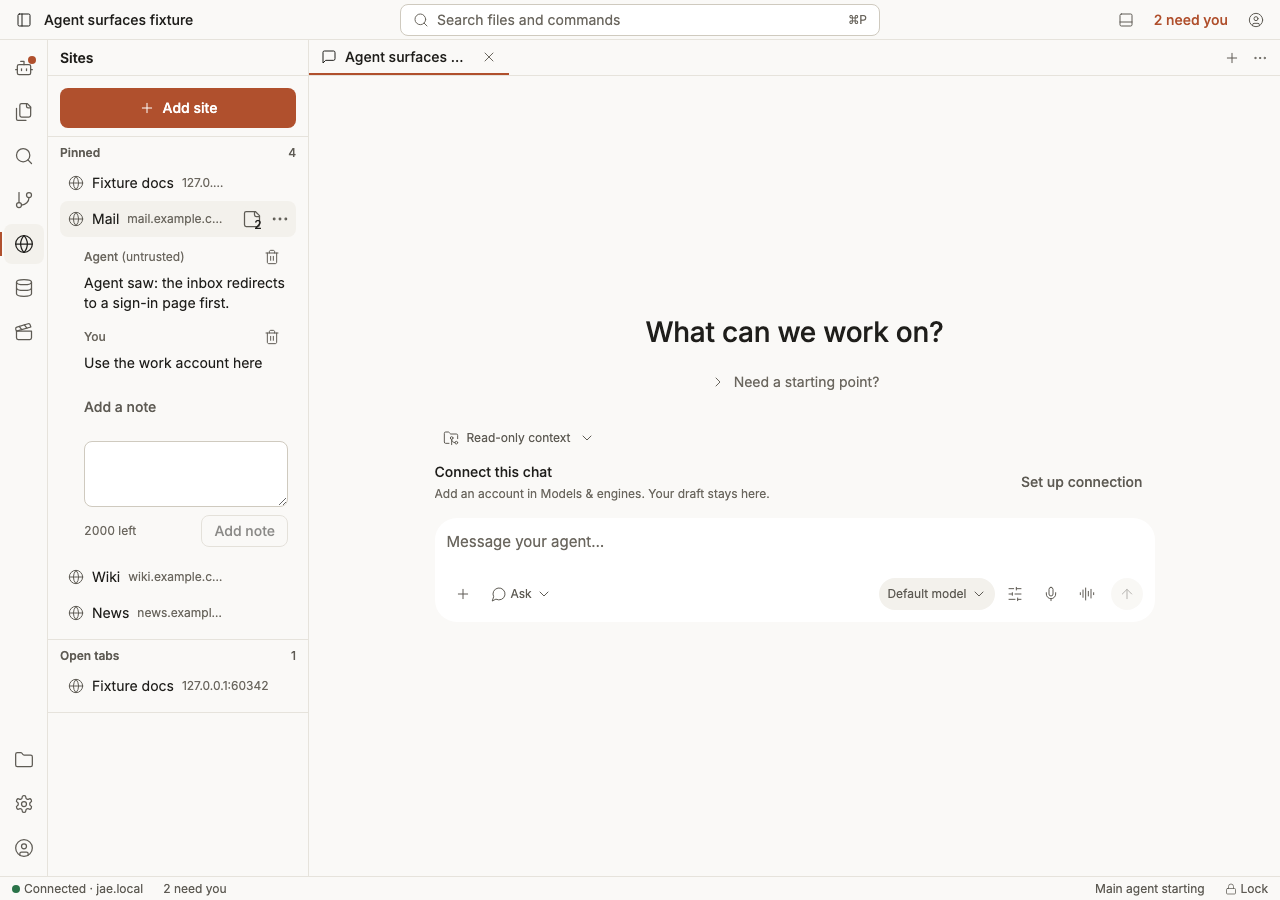 Agent surfaces fixture
Search files and commands
⌘P
2 need you
Sites
Agent surfaces ...
Add site
Pinned
4
Fixture docs 127.0....
Mail mail.example.c...
2
Agent (untrusted)
Agent saw: the inbox redirects
to a sign-in page first.
You
Use the work account here
Add a note
2000 left
Add note
Wiki wiki.example.c...
News news.exampl...
Open tabs
1
Fixture docs 127.0.0.1:60342
What can we work on?
Need a starting point?
Read-only context
Connect this chat
Add an account in Models & engines. Your draft stays here.
Set up connection
Message your agent...
Ask
Default model
Connected · jae.local
2 need you
Main agent starting
Lock